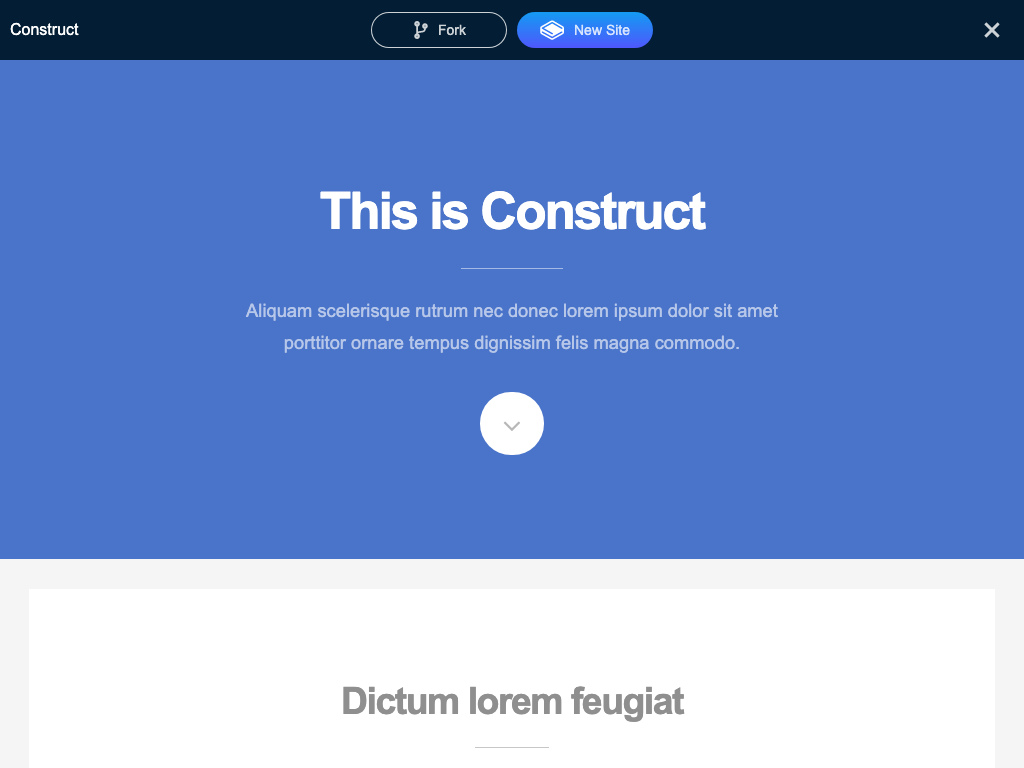 Construct
Fork
New Site
This is Construct
Aliquam scelerisque rutrum nec donec lorem ipsum dolor sit amet
porttitor ornare tempus dignissim felis magna commodo.
Dictum lorem feugiat